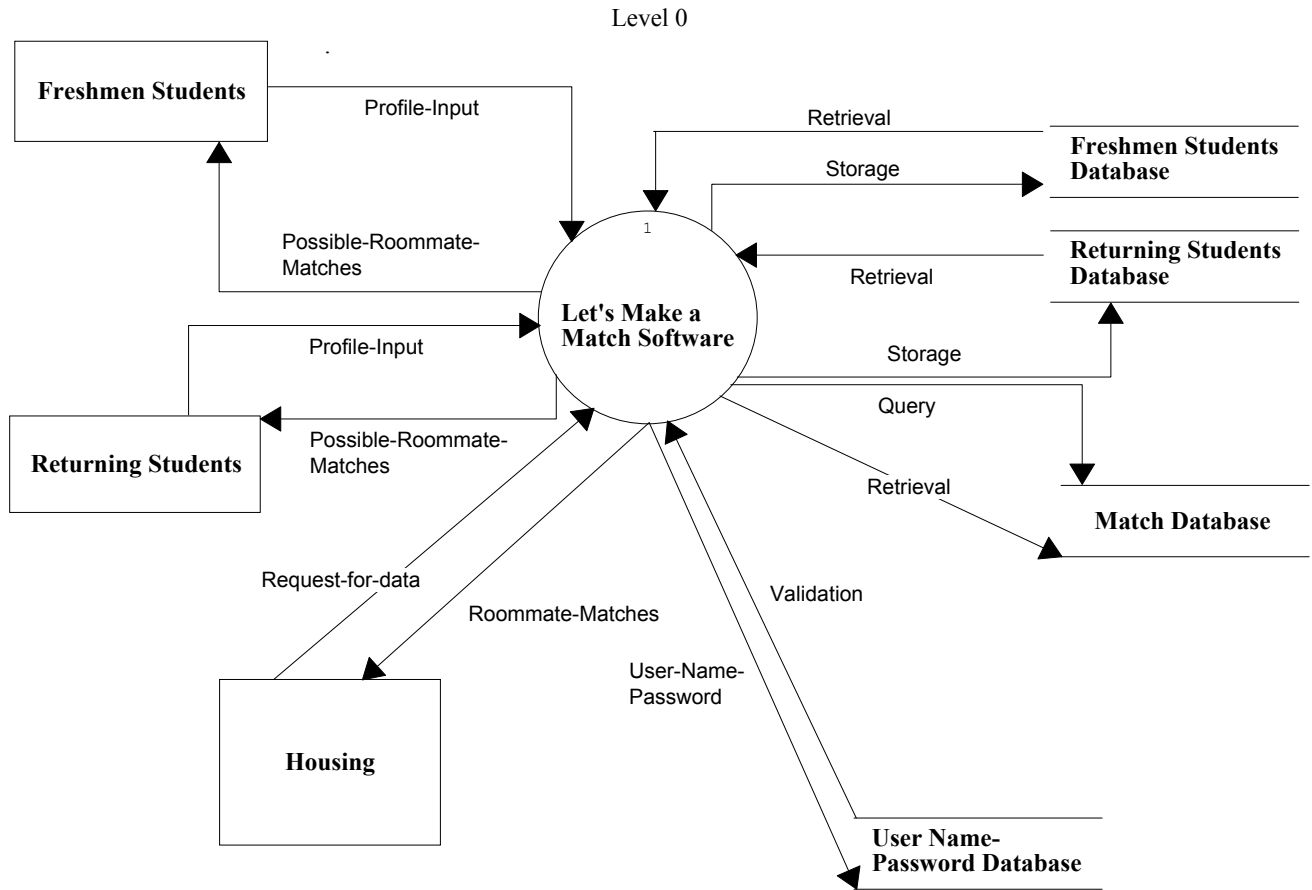 Level 0
Freshmen Students
Profile-Input
Retrieval
Freshmen Students
Database
Storage
1
Possible-Roommate-
Matches
Returning Students
Database
Retrieval
Let's Make a
Match Software
Profile-Input
Storage
Query
Possible-Roommate-
Matches
Returning Students
Retrieval
Match Database
Request-for-data
Validation
Roommate-Matches
User-Name-
Password
Housing
User Name-
Password Database